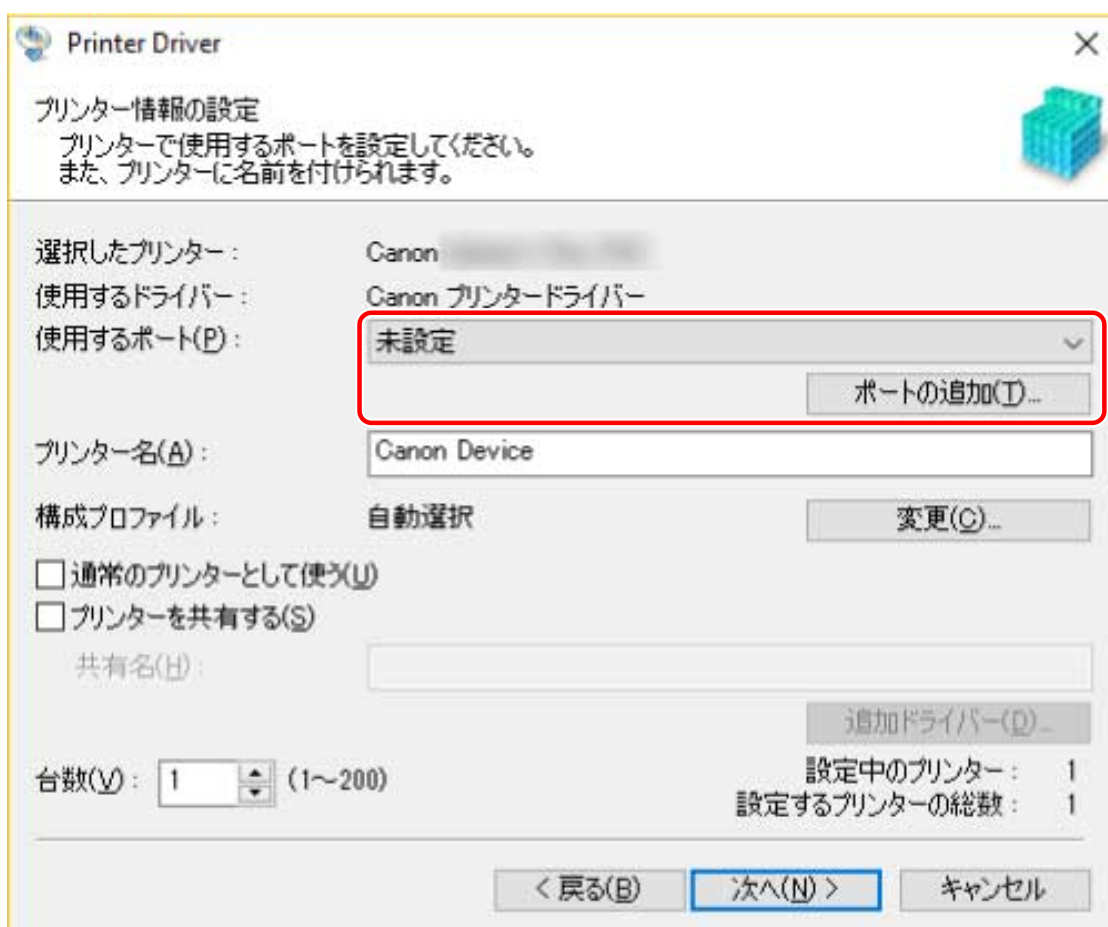 Printer Driver
プリンター情報の設定
プリンターで使用するポートを設定してください。
また、プリンターに名前を付けられます。
選択したプリンター: Canon
使用するドライバー: Canon プリンタードライバー
使用するポート(P): 未設定
ポートの追加(T)...
プリンター名(A): Canon Device
構成プロファイル: 自動選択 変更(C)...
通常のプリンターとして使う(U)
プリンターを共有する(S)
共有名(H):
追加ドライバー(D)...
台数(V): 1 (1～200) 設定中のプリンター: 1
設定するプリンターの総数: 1
< 戻る(B) 次へ(N) > キャンセル